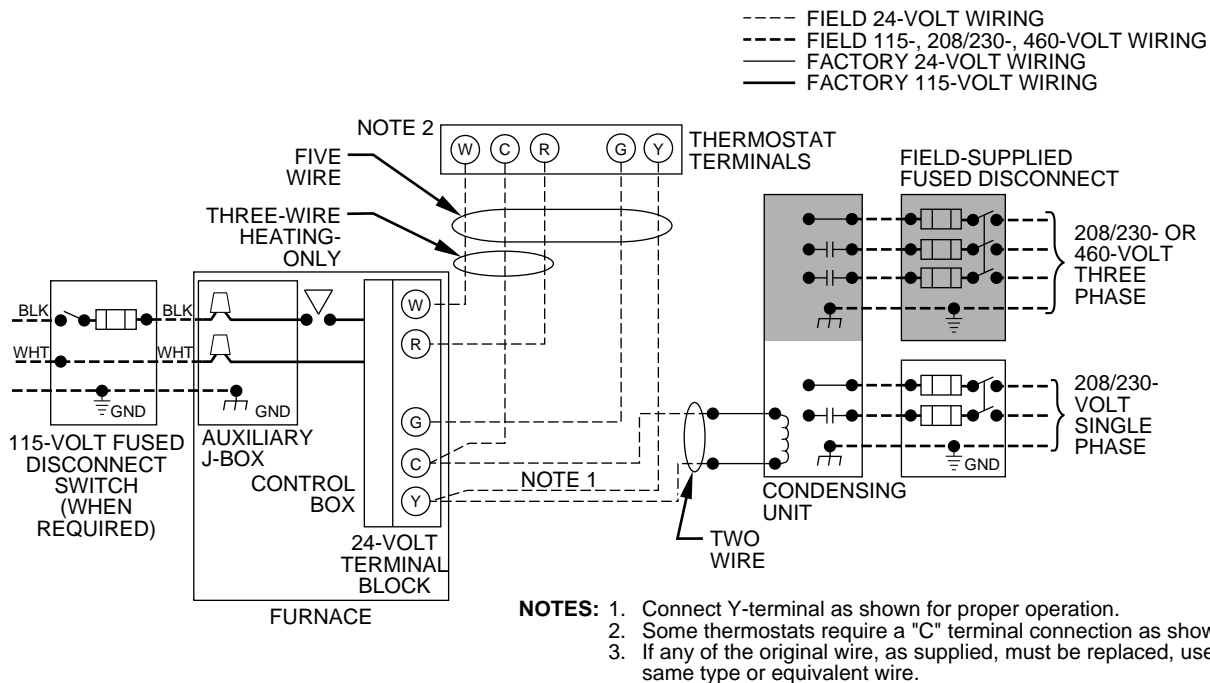 FIELD 24-VOLT WIRING
FIELD 115-, 208/230-, 460-VOLT WIRING
FACTORY 24-VOLT WIRING
FACTORY 115-VOLT WIRING
NOTE 2
W C R G Y
THERMOSTAT
TERMINALS
FIVE
WIRE
THREE-WIRE
HEATING-
ONLY
FIELD-SUPPLIED
FUSED DISCONNECT
208/230- OR
460-VOLT
THREE
PHASE
BLK
BLK
WHT
WHT
GND
GND
W
R
G
C
Y
NOTE 1
115-VOLT FUSED
DISCONNECT
SWITCH
(WHEN
REQUIRED)
AUXILIARY
J-BOX
CONTROL
BOX
24-VOLT
TERMINAL
BLOCK
FURNACE
TWO
WIRE
CONDENSING
UNIT
GND
208/230-
VOLT
SINGLE
PHASE
NOTES: 1. Connect Y-terminal as shown for proper operation.
2. Some thermostats require a "C" terminal connection as show
3. If any of the original wire, as supplied, must be replaced, use
same type or equivalent wire.